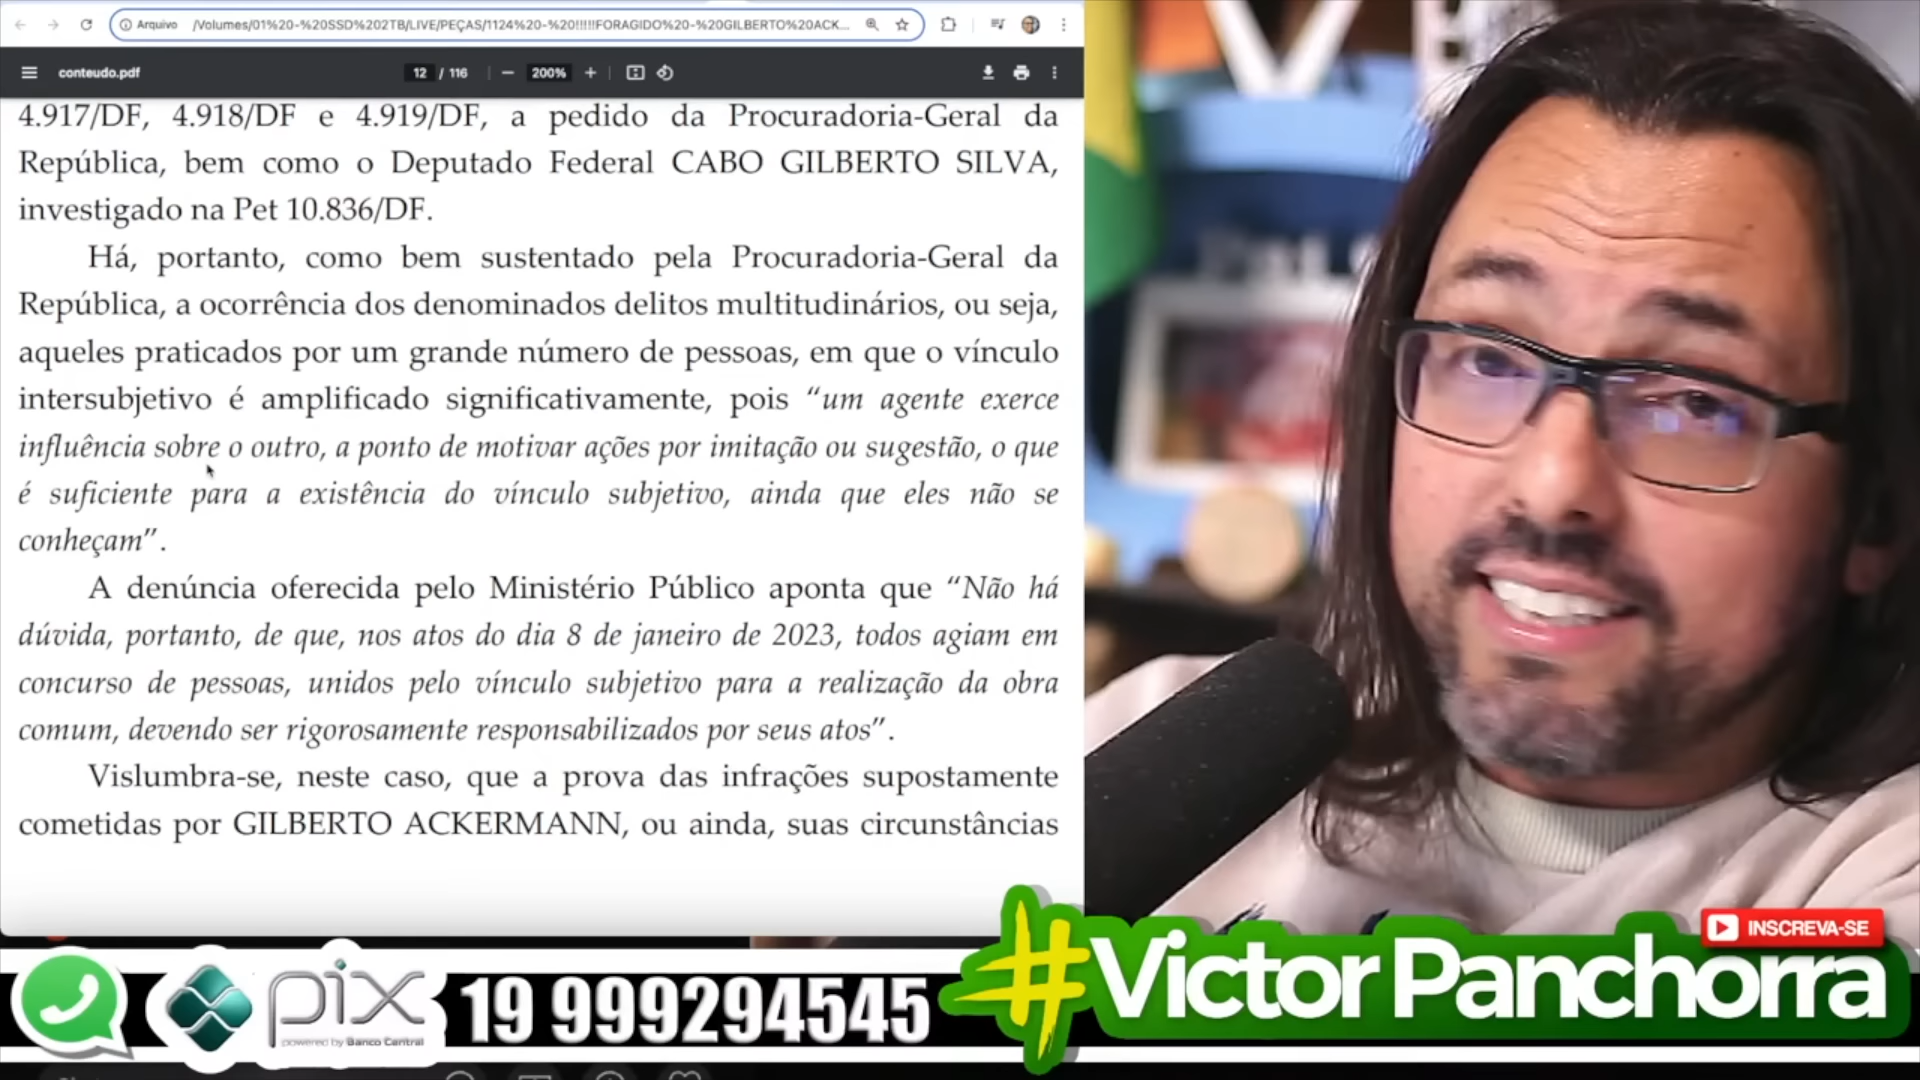 Arquivo /Volumes/01%20-%20SSD%202TB/LIVE/PEÇAS/1124%20-%20!!!!!FORAGIDO%20-%20GILBERTO%20ACK...
conteudo.pdf 12 / 116 200%
4.917/DF, 4.918/DF e 4.919/DF, a pedido da Procuradoria-Geral da
República, bem como o Deputado Federal CABO GILBERTO SILVA,
investigado na Pet 10.836/DF.
Há, portanto, como bem sustentado pela Procuradoria-Geral da
República, a ocorrência dos denominados delitos multitudinários, ou seja,
aqueles praticados por um grande número de pessoas, em que o vínculo
intersubjetivo é amplificado significativamente, pois “um agente exerce
influência sobre o outro, a ponto de motivar ações por imitação ou sugestão, o que
é suficiente para a existência do vínculo subjetivo, ainda que eles não se
conheçam”.
A denúncia oferecida pelo Ministério Público aponta que “Não há
dúvida, portanto, de que, nos atos do dia 8 de janeiro de 2023, todos agiam em
concurso de pessoas, unidos pelo vínculo subjetivo para a realização da obra
comum, devendo ser rigorosamente responsabilizados por seus atos”.
Vislumbra-se, neste caso, que a prova das infrações supostamente
cometidas por GILBERTO ACKERMANN, ou ainda, suas circunstâncias
INSCREVA-SE
pix
powered by Banco Central
19 999294545
#Victor Panchorra